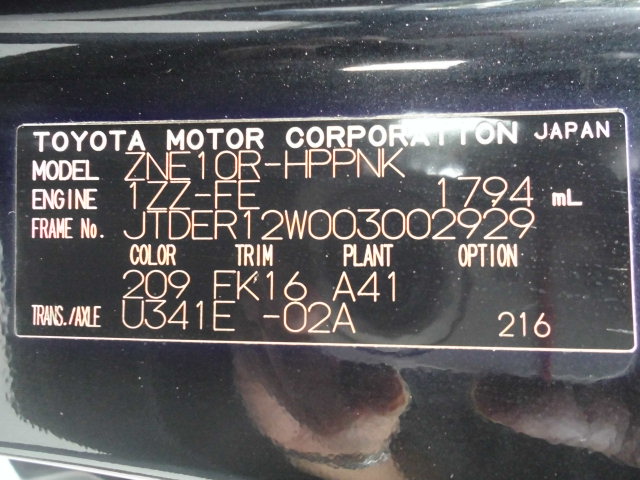 TOYOTA MOTOR CORPORATION JAPAN
MODEL ZNE10R-HPPNK
ENGINE 1ZZ-FE 1794 mL
FRAME No. JTDER12W003002929
COLOR TRIM PLANT OPTION
209 FK16 A41
TRANS./AXLE U341E -02A 216